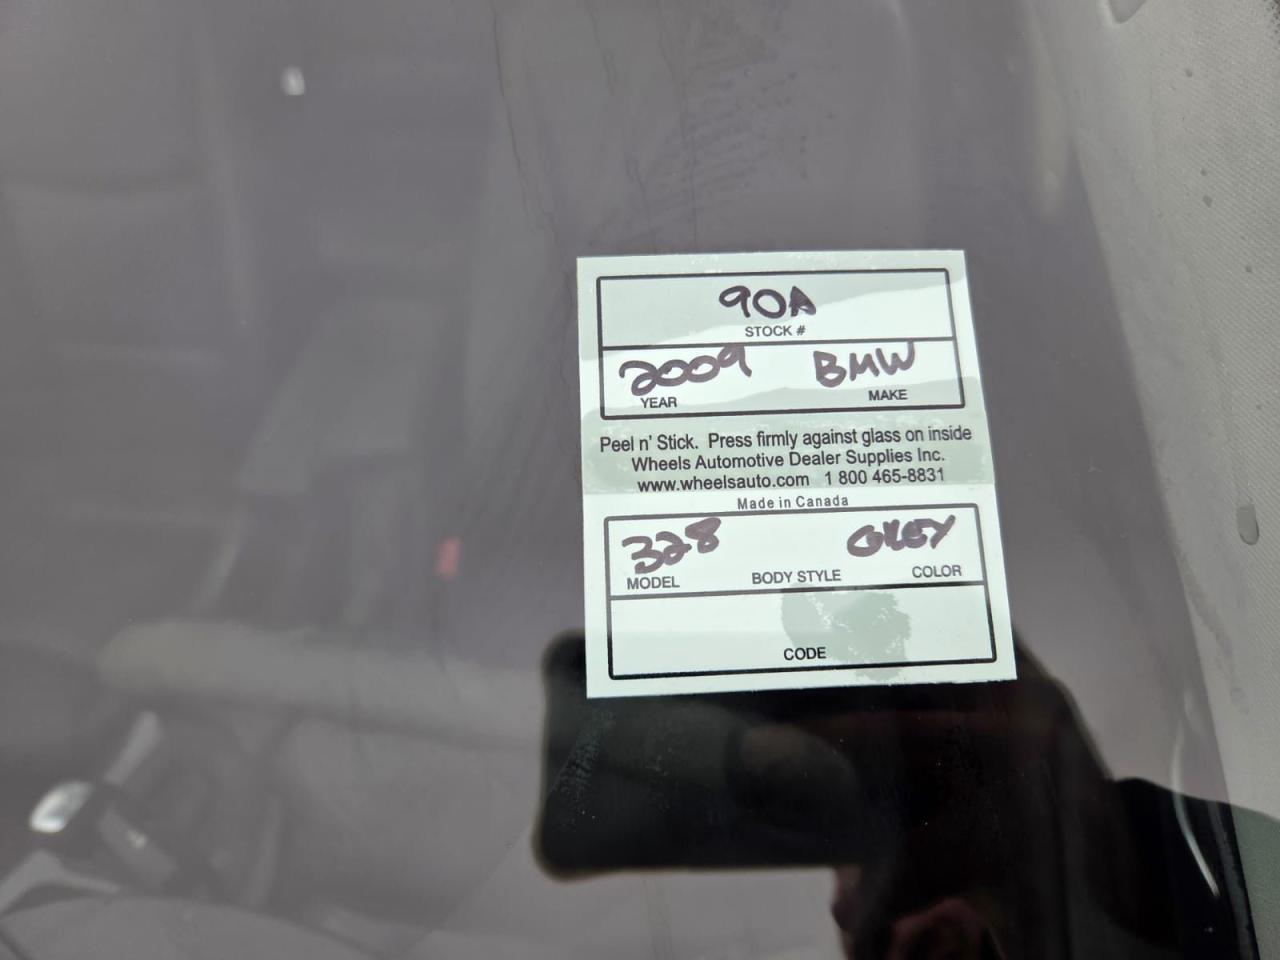 90A
STOCK #
2009 BMW
YEAR MAKE
Peel n' Stick. Press firmly against glass on inside
Wheels Automotive Dealer Supplies Inc.
www.wheelsauto.com 1 800 465-8831
Made in Canada
328 GREY
MODEL BODY STYLE COLOR
CODE